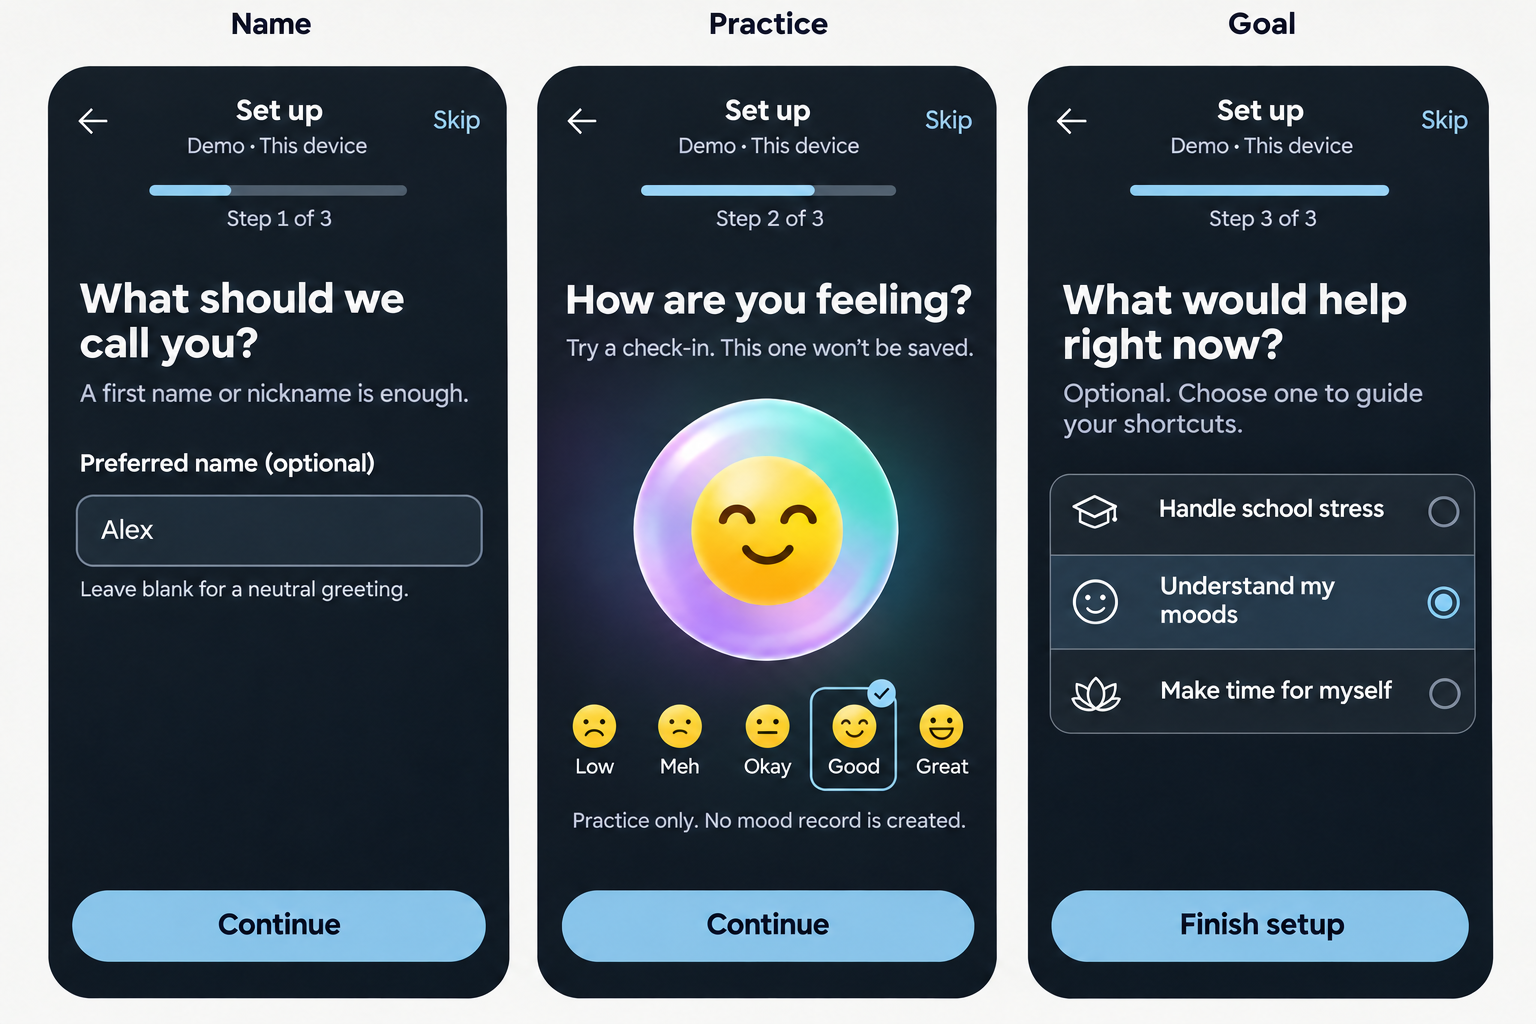 Name
Set up
Skip
Demo • This device
Step 1 of 3
What should we
call you?
A first name or nickname is enough.
Preferred name (optional)
Alex
Leave blank for a neutral greeting.
Continue
Practice
Set up
Skip
Demo • This device
Step 2 of 3
How are you feeling?
Try a check-in. This one won’t be saved.
Low
Meh
Okay
Good
Great
Practice only. No mood record is created.
Continue
Goal
Set up
Skip
Demo • This device
Step 3 of 3
What would help
right now?
Optional. Choose one to guide
your shortcuts.
Handle school stress
Understand my
moods
Make time for myself
Finish setup